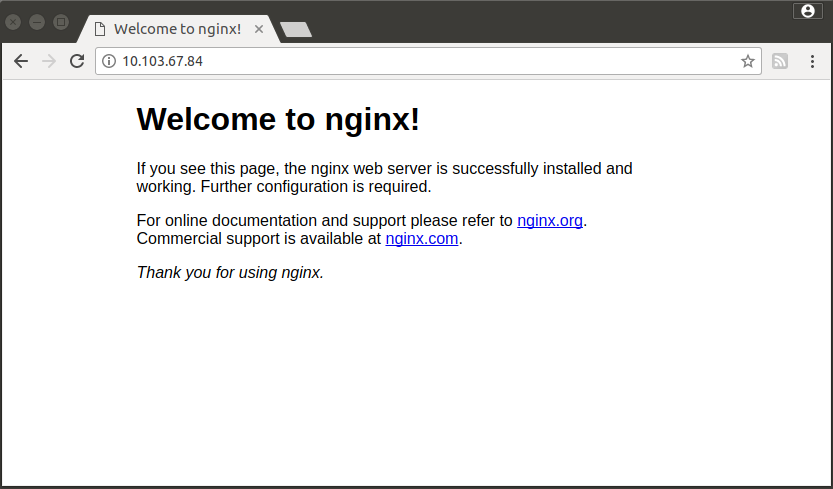 Welcome to nginx!
10.103.67.84
Welcome to nginx!
If you see this page, the nginx web server is successfully installed and
working. Further configuration is required.
For online documentation and support please refer to nginx.org.
Commercial support is available at nginx.com.
Thank you for using nginx.